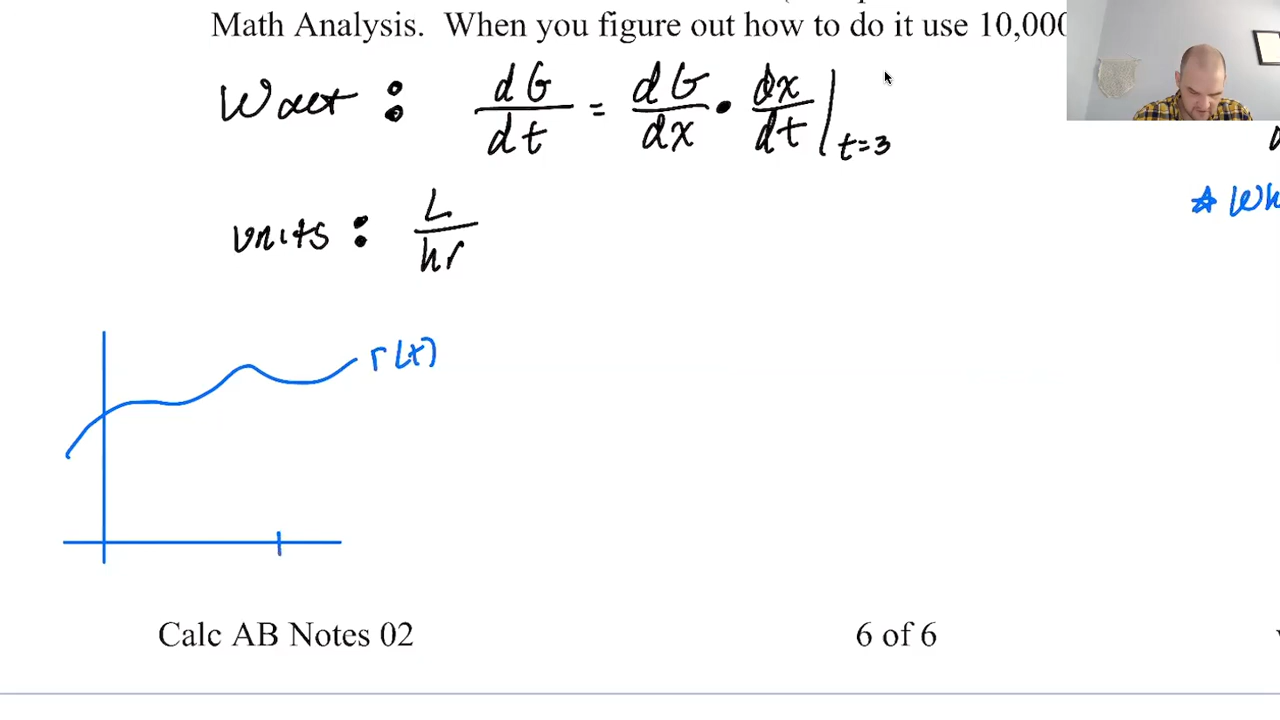 Math Analysis. When you figure out how to do it use 10,000
Want : dG/dt = dG/dx • dx/dt |t=3
★ Wh
units : L/hr
r(t)
Calc AB Notes 02 6 of 6